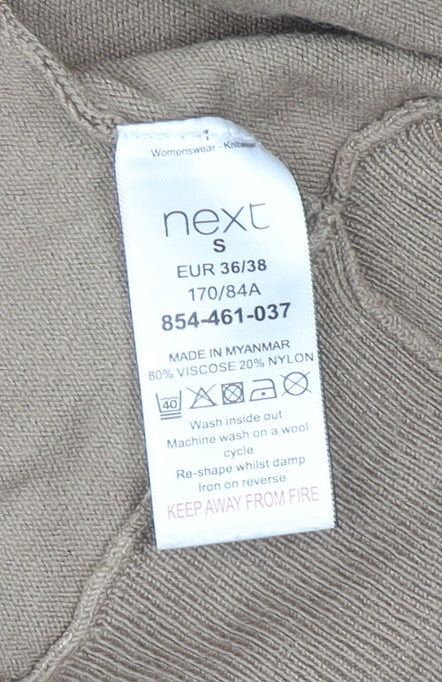 Womenswear - Knitwear
next
S
EUR 36/38
170/84A
854-461-037
MADE IN MYANMAR
80% VISCOSE 20% NYLON
40
Wash inside out
Machine wash on a wool
cycle
Re-shape whilst damp
Iron on reverse
KEEP AWAY FROM FIRE